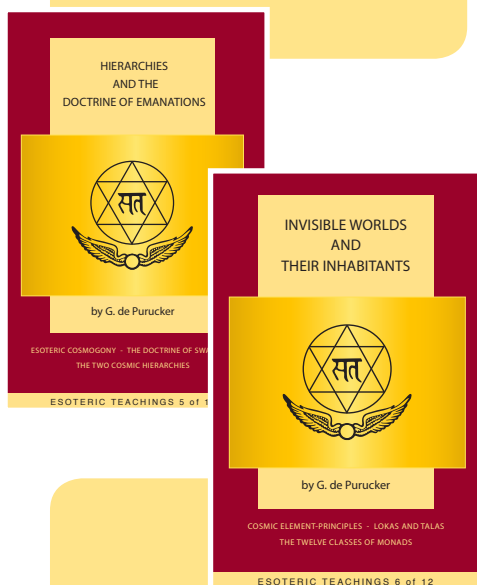 HIERARCHIES
AND THE
DOCTRINE OF EMANATIONS
सत्
by G. de Purucker
ESOTERIC COSMOGONY - THE DOCTRINE OF
THE TWO COSMIC HIERARCHIES
ESOTERIC TEACHINGS 5 of
INVISIBLE WORLDS
AND
THEIR INHABITANTS
सत्
by G. de Purucker
COSMIC ELEMENT-PRINCIPLES - LOKAS AND TALAS
THE TWELVE CLASSES OF MONADS
ESOTERIC TEACHINGS 6 of 12